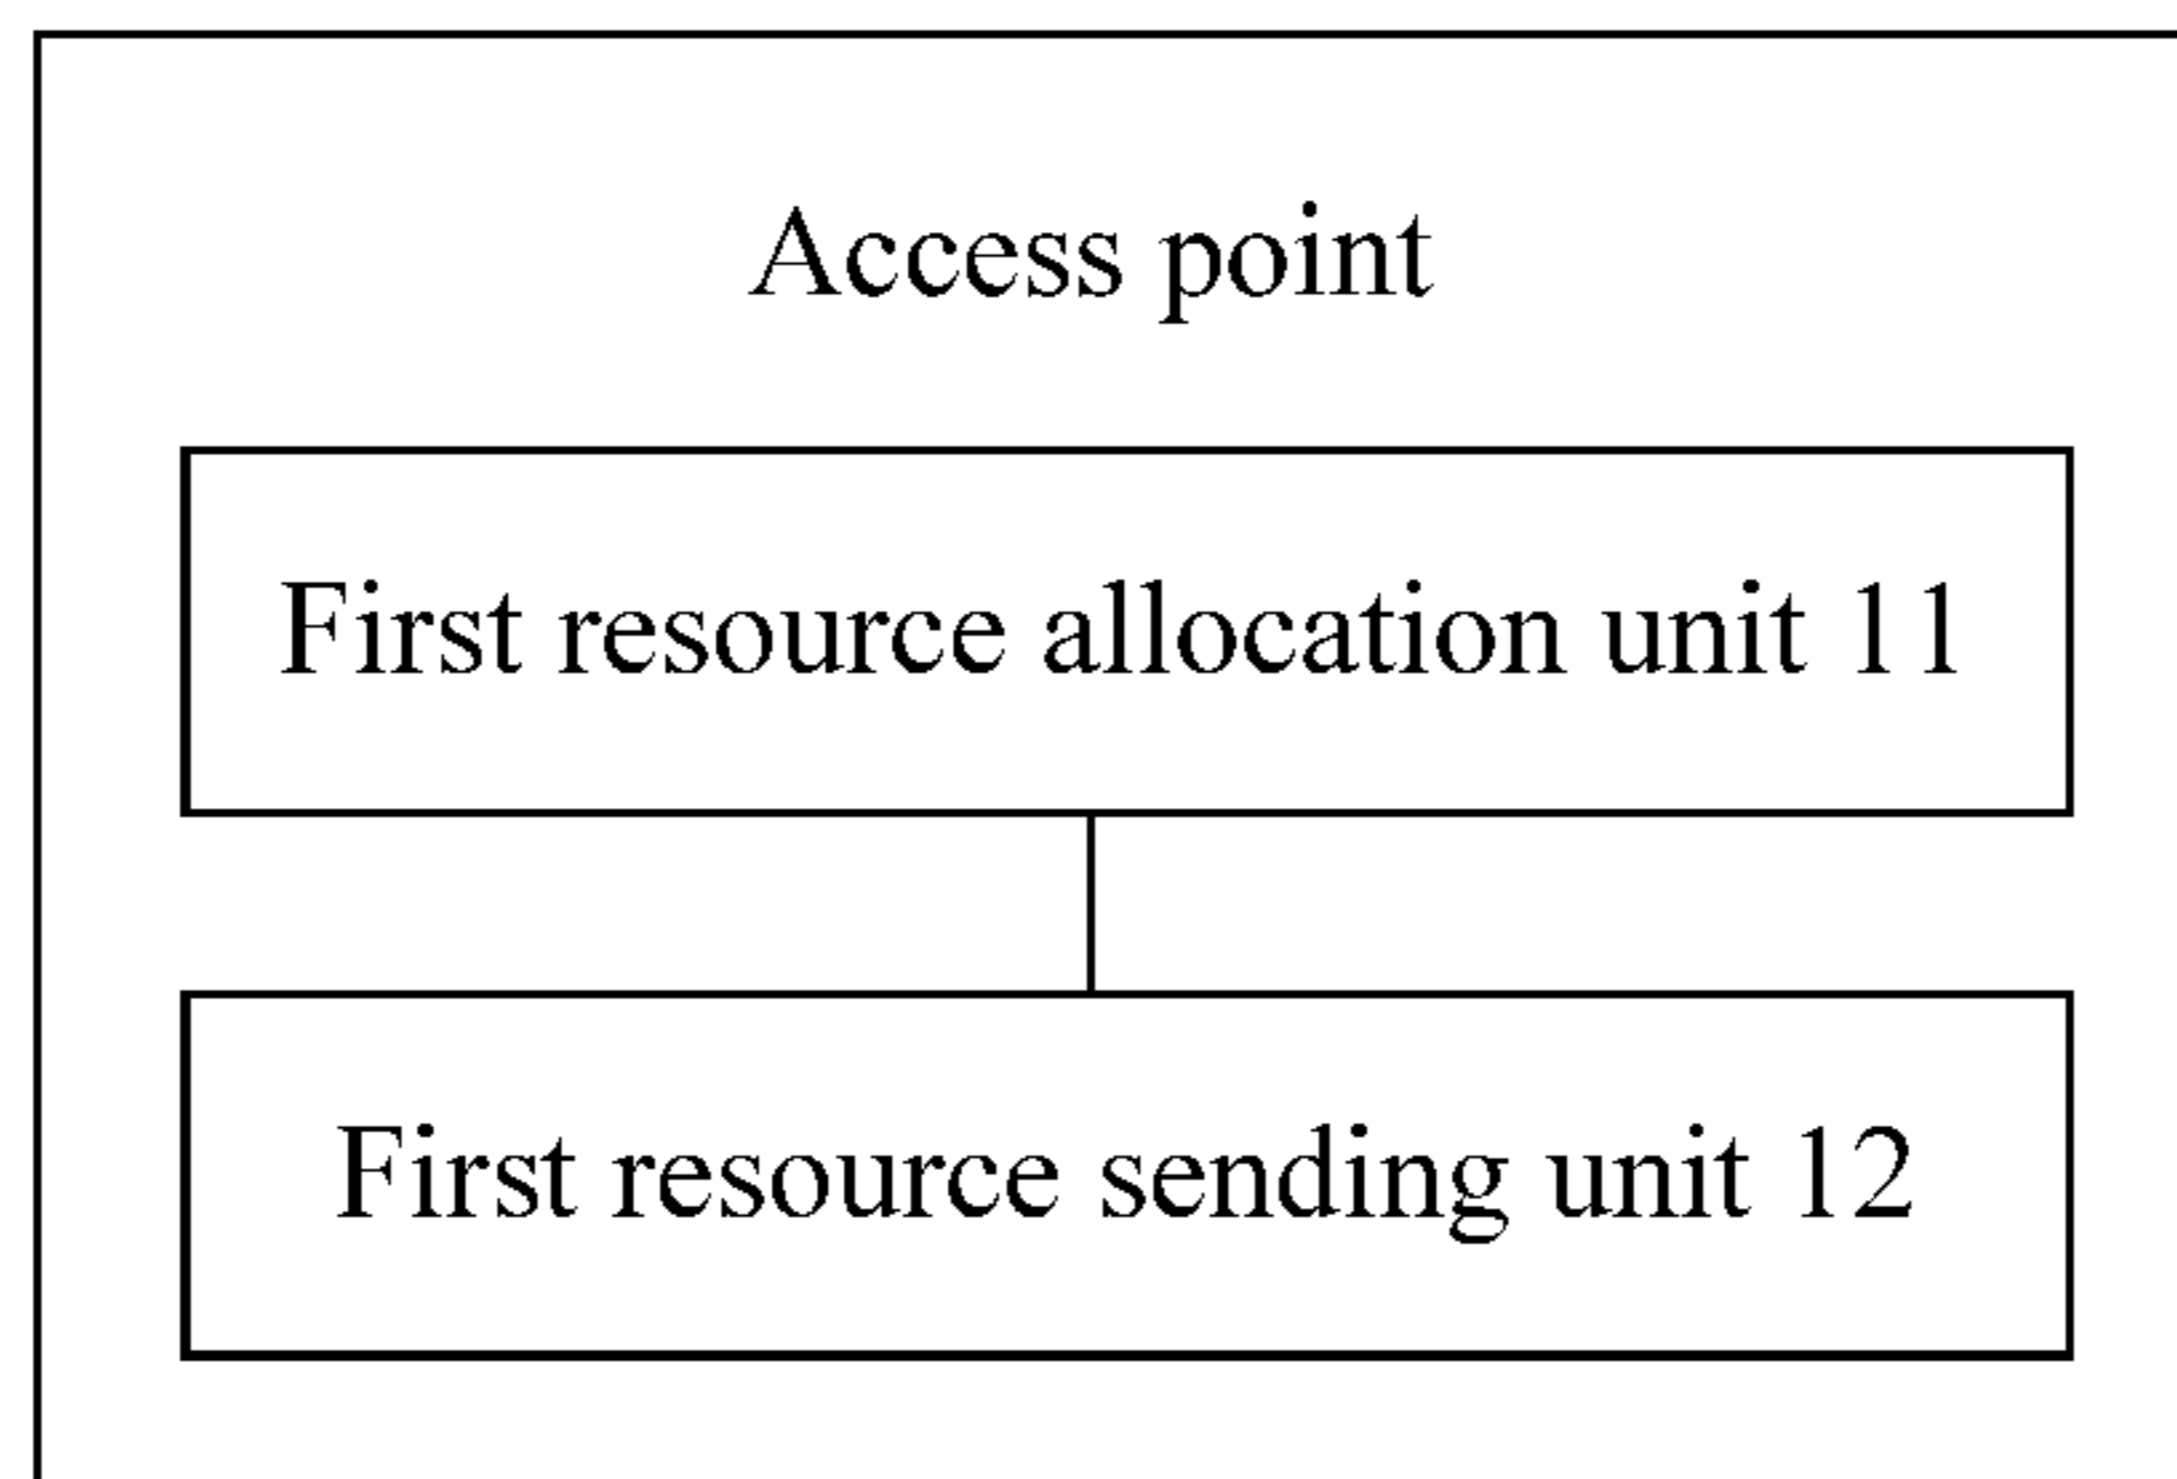 Access point
First resource allocation unit 11
First resource sending unit 12